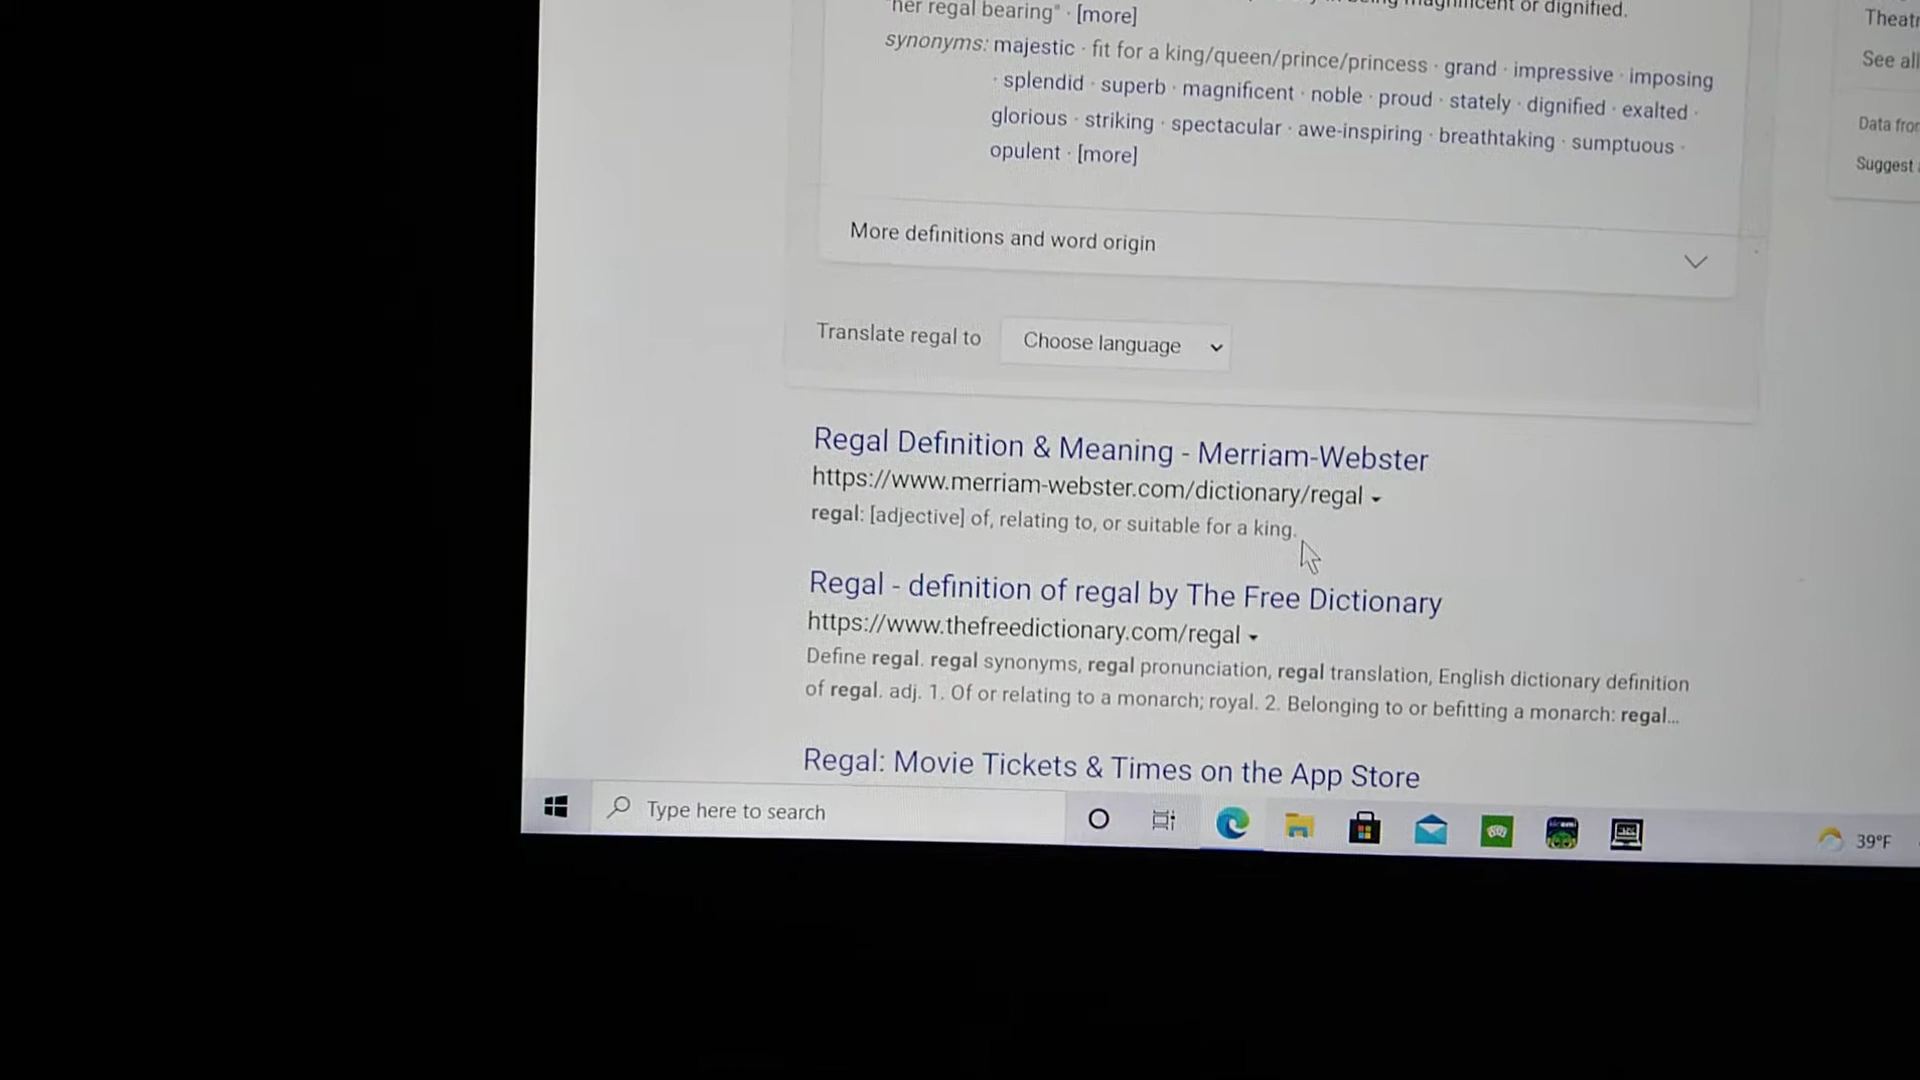 magnificent or dignified.
"her regal bearing" · [more]
synonyms: majestic · fit for a king/queen/prince/princess · grand · impressive · imposing
· splendid · superb · magnificent · noble · proud · stately · dignified · exalted ·
glorious · striking · spectacular · awe-inspiring · breathtaking · sumptuous ·
opulent · [more]
More definitions and word origin
Translate regal to Choose language
Regal Definition & Meaning - Merriam-Webster
https://www.merriam-webster.com/dictionary/regal
regal: [adjective] of, relating to, or suitable for a king.
Regal - definition of regal by The Free Dictionary
https://www.thefreedictionary.com/regal
Define regal. regal synonyms, regal pronunciation, regal translation, English dictionary definition
of regal. adj. 1. Of or relating to a monarch; royal. 2. Belonging to or befitting a monarch: regal...
Regal: Movie Tickets & Times on the App Store
Theatr
See all
Data from
Suggest
Type here to search
39°F